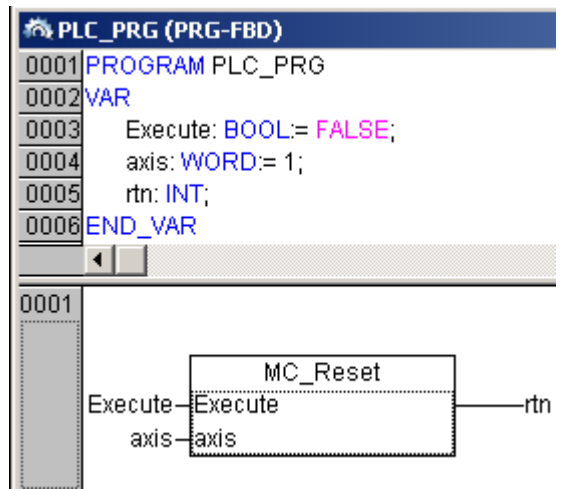 PLC_PRG (PRG-FBD)
0001 PROGRAM PLC_PRG
0002 VAR
0003 Execute: BOOL:= FALSE;
0004 axis: WORD:= 1;
0005 rtn: INT;
0006 END_VAR
0001
MC_Reset
Execute Execute rtn
axis axis